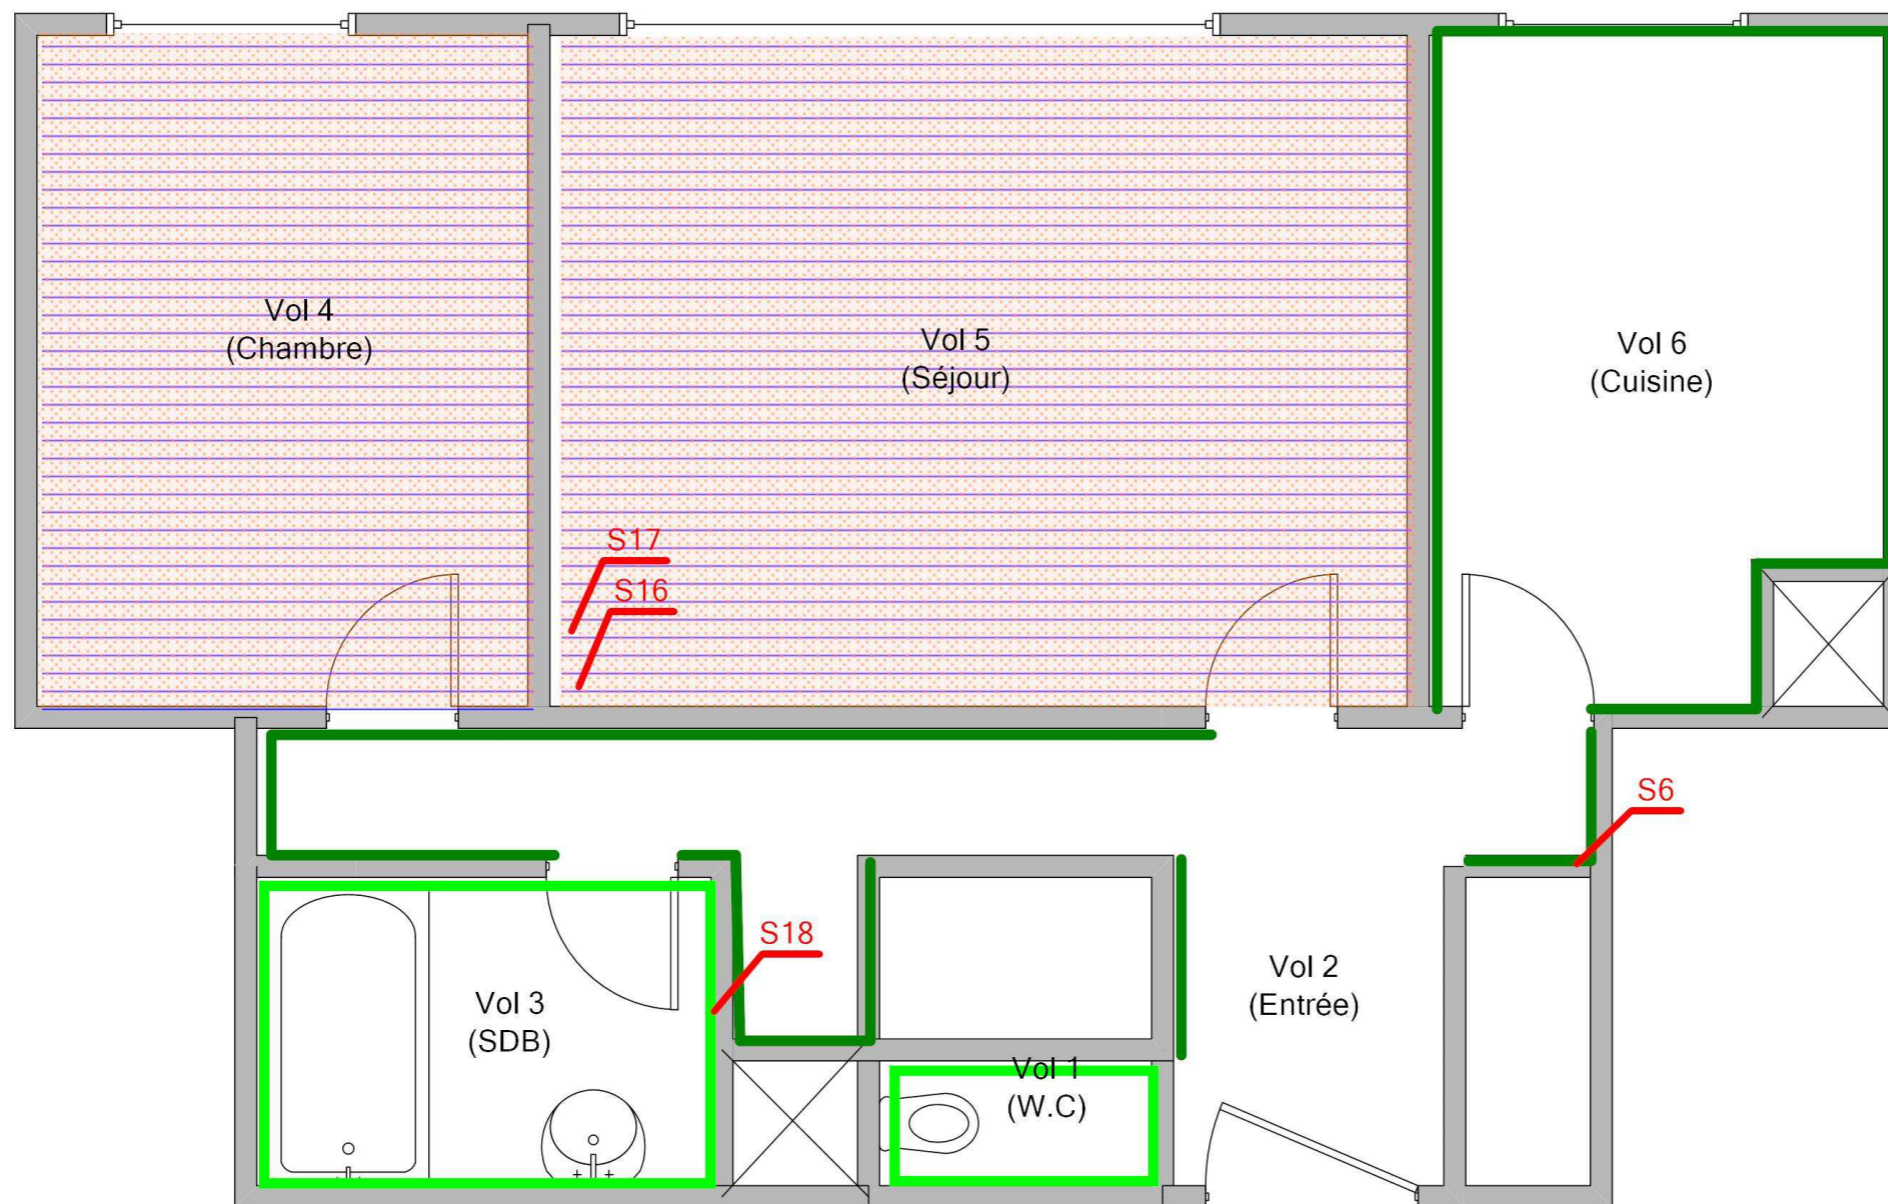 Vol 4
(Chambre)
Vol 5
(Séjour)
Vol 6
(Cuisine)
S17
S16
S6
S18
Vol 3
(SDB)
Vol 2
(Entrée)
Vol 1
(W.C)